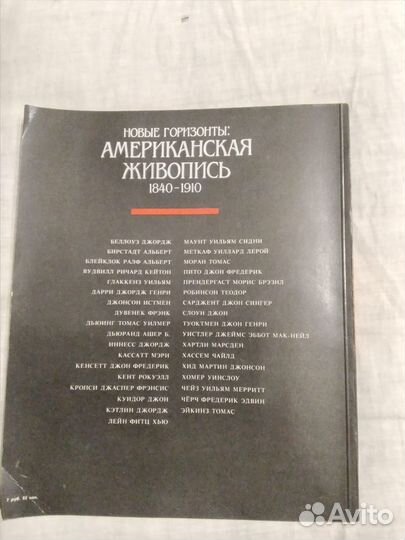 НОВЫЕ ГОРИЗОНТЫ:
АМЕРИКАНСКАЯ
ЖИВОПИСЬ
1840-1910
БЕЛЛОУЗ ДЖОРДЖ
БИРСТАДТ АЛЬБЕРТ
БЛЕЙКЛОК РАЛФ АЛЬБЕРТ
ВУДВИЛЛ РИЧАРД КЕЙТОН
ГЛАККЕНЗ УИЛЬЯМ
ДАРРИ ДЖОРДЖ ГЕНРИ
ДЖОНСОН ИСТМЕН
ДУВЕНЕК ФРЭНК
ДЬЮИНГ ТОМАС УИЛМЕР
ДЬЮРАНД АШЕР Б.
ИННЕСС ДЖОРДЖ
КАССАТТ МЭРИ
КЕНСЕТТ ДЖОН ФРЕДЕРИК
КЕНТ РОКУЭЛЛ
КРОПСИ ДЖАСПЕР ФРЭНСИС
КУИДОР ДЖОН
КЭТЛИН ДЖОРДЖ
ЛЕЙН ФИТЦ ХЬЮ
МАУНТ УИЛЬЯМ СИДНИ
МЕТКАФ УИЛЛАРД ЛЕРОЙ
МОРАН ТОМАС
ПИТО ДЖОН ФРЕДЕРИК
ПРЕНДЕРГАСТ МОРИС БРЭЗИЛ
РОБИНСОН ТЕОДОР
САРДЖЕНТ ДЖОН СИНГЕР
СЛОУН ДЖОН
ТУОКТМЕН ДЖОН ГЕНРИ
УИСТЛЕР ДЖЕЙМС ЭББОТ МАК-НЕЙЛ
ХАРТЛИ МАРСДЕН
ХАССЕМ ЧАЙЛД
ХИД МАРТИН ДЖОНСОН
ХОМЕР УИНСЛОУ
ЧЕЙЗ УИЛЬЯМ МЕРРИТТ
ЧЁРЧ ФРЕДЕРИК ЭДВИН
ЭЙКИНЗ ТОМАС
руб. коп.
Avito